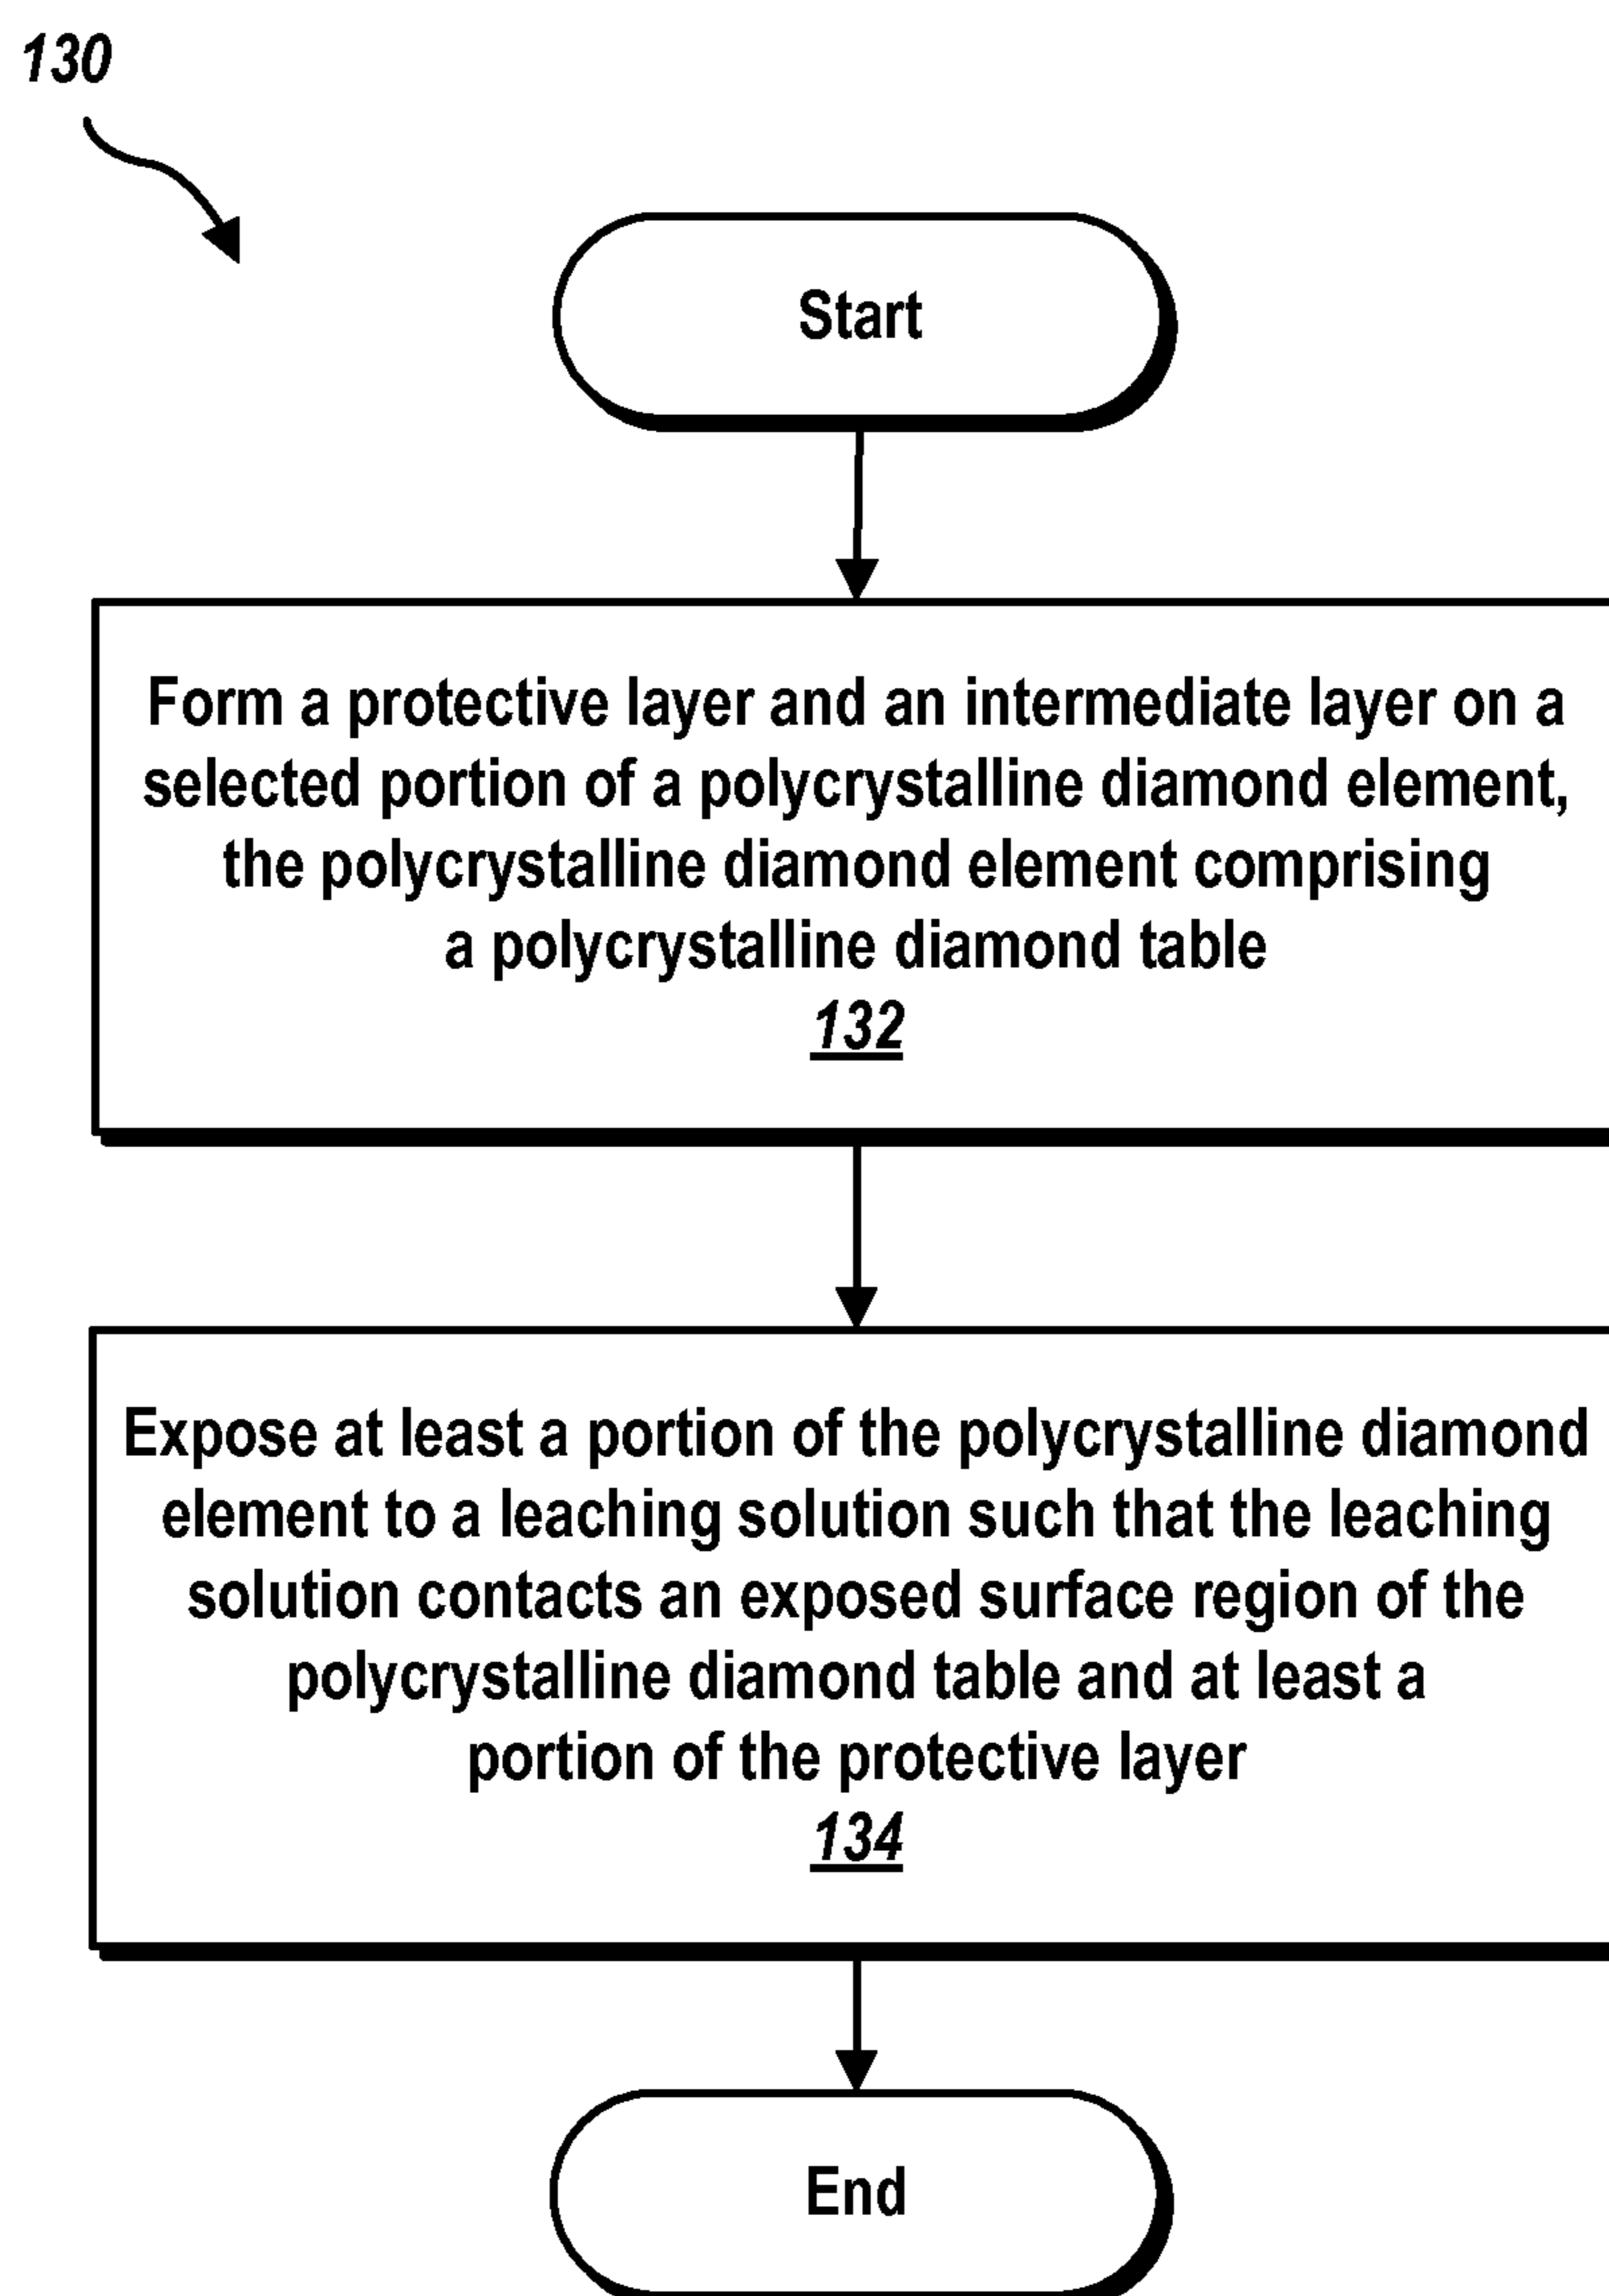 130
Start
Form a protective layer and an intermediate layer on a
selected portion of a polycrystalline diamond element,
the polycrystalline diamond element comprising
a polycrystalline diamond table
132
Expose at least a portion of the polycrystalline diamond
element to a leaching solution such that the leaching
solution contacts an exposed surface region of the
polycrystalline diamond table and at least a
portion of the protective layer
134
End